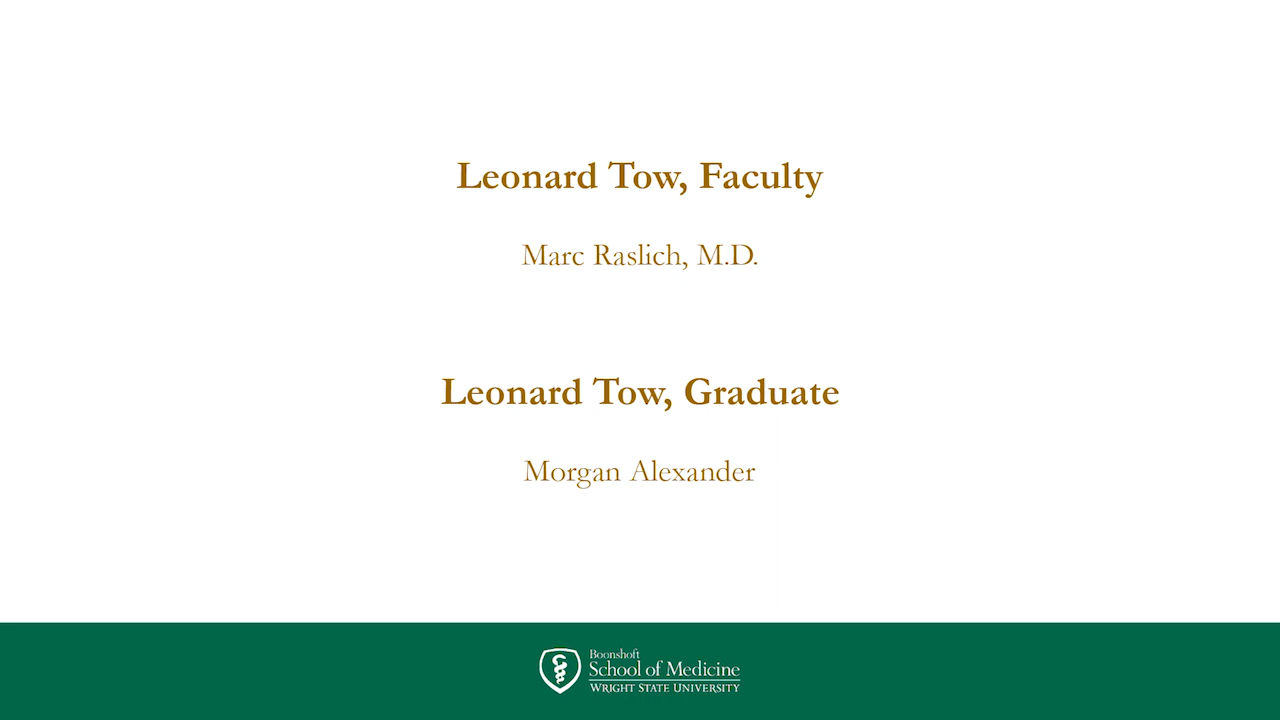 Leonard Tow, Faculty
Marc Raslich, M.D.
Leonard Tow, Graduate
Morgan Alexander
Boonshoft
School of Medicine
WRIGHT STATE UNIVERSITY